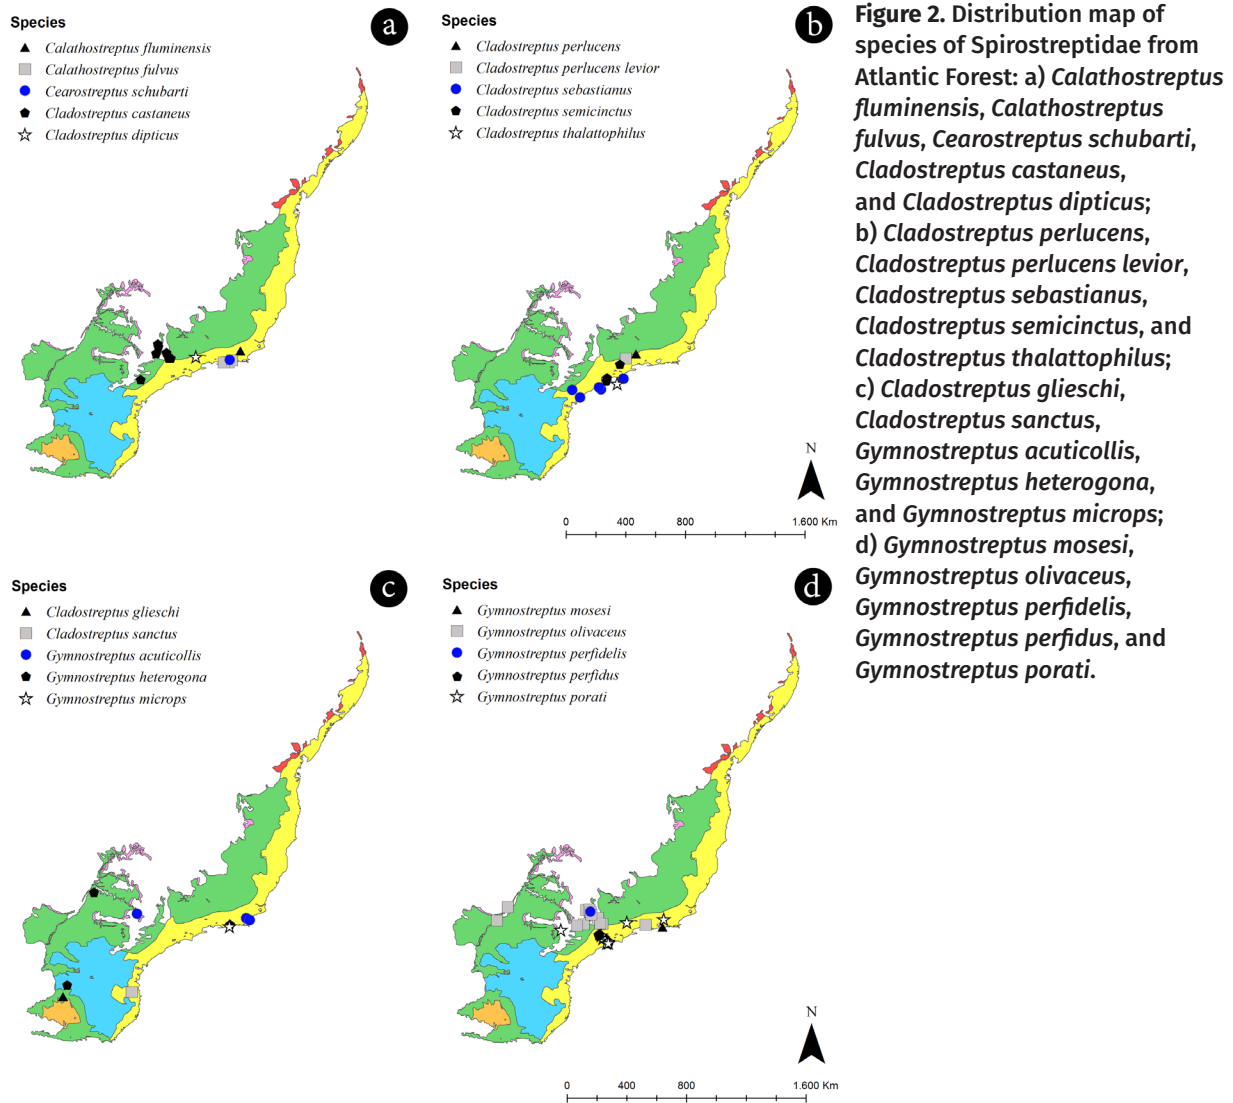 Species
a
Calathostreptus fluminensis
Calathostreptus fulvus
Cearostreptus schubarti
Cladostreptus castaneus
Cladostreptus dipticus
Species
b
Cladostreptus perlucens
Cladostreptus perlucens levior
Cladostreptus sebastianus
Cladostreptus semicinctus
Cladostreptus thalattophilus
N
0 400 800 1.600 Km
Species
c
Cladostreptus glieschi
Cladostreptus sanctus
Gymnostreptus acuticollis
Gymnostreptus heterogona
Gymnostreptus microps
Species
d
Gymnostreptus mosesi
Gymnostreptus olivaceus
Gymnostreptus perfidelis
Gymnostreptus perfidus
Gymnostreptus porati
N
0 400 800 1.600 Km
Figure 2. Distribution map of
species of Spirostreptidae from
Atlantic Forest: a) Calathostreptus
fluminensis, Calathostreptus
fulvus, Cearostreptus schubarti,
Cladostreptus castaneus,
and Cladostreptus dipticus;
b) Cladostreptus perlucens,
Cladostreptus perlucens levior,
Cladostreptus sebastianus,
Cladostreptus semicinctus, and
Cladostreptus thalattophilus;
c) Cladostreptus glieschi,
Cladostreptus sanctus,
Gymnostreptus acuticollis,
Gymnostreptus heterogona,
and Gymnostreptus microps;
d) Gymnostreptus mosesi,
Gymnostreptus olivaceus,
Gymnostreptus perfidelis,
Gymnostreptus perfidus, and
Gymnostreptus porati.